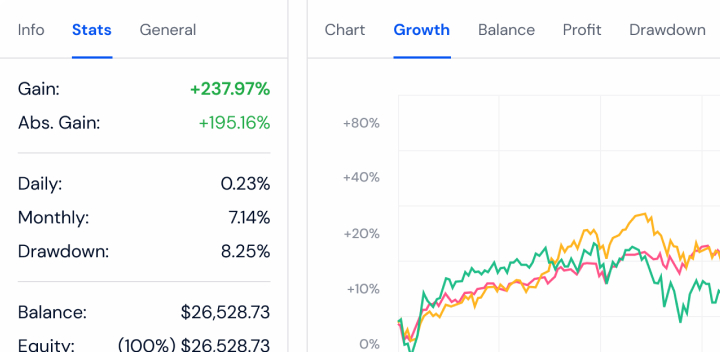 Info Stats General
Gain: +237.97%
Abs. Gain: +195.16%
Daily: 0.23%
Monthly: 7.14%
Drawdown: 8.25%
Balance: $26,528.73
Equity: (100%) $26,528.73
Chart Growth Balance Profit Drawdown
+80%
+40%
+20%
+10%
0%